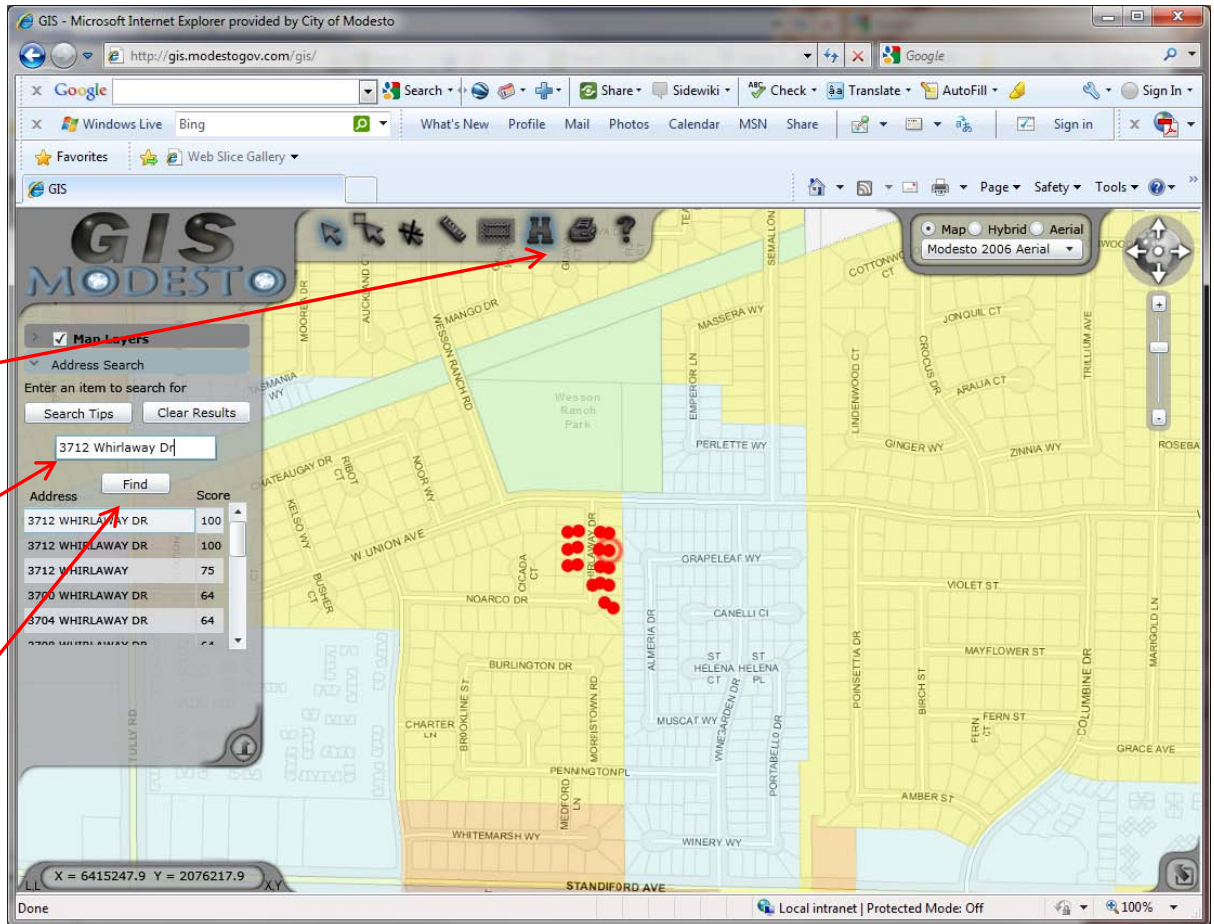 GIS - Microsoft Internet Explorer provided by City of Modesto
http://gis.modestogov.com/gis/
Google
x Google
Search
Share
Sidewiki
Check
Translate
AutoFill
Sign In
x Windows Live Bing
What's New Profile Mail Photos Calendar MSN Share
Sign in
x
Favorites
Web Slice Gallery
GIS
Page Safety Tools
GIS
MODESTO
Map Hybrid Aerial
Modesto 2006 Aerial
Map Layers
Address Search
Enter an item to search for
Search Tips Clear Results
3712 Whirlaway Dr
Find
Address Score
3712 WHIRLAWAY DR 100
3712 WHIRLAWAY DR 100
3712 WHIRLAWAY 75
3700 WHIRLAWAY DR 64
3704 WHIRLAWAY DR 64
MOOREA DR
AUCKLAND CT
MANGO DR
WESSON RANCH RD
TASMANIA WY
SEMALLON
COTTONWOOD CT
MASSERA WY
EMPEROR LN
JONQUIL CT
CROCUS DR
ARALIA CT
TRILLIUM AVE
LINDENWOOD CT
Wesson Ranch Park
PERLETTE WY
GINGER WY
ZINNIA WY
ROSEBA
CHATEAUGAY DR
RIBOT CT
NOOR WY
KELSO WY
W UNION AVE
BUSHER CT
CICADA CT
NOARCO DR
WHIRLAWAY DR
GRAPELEAF WY
VIOLET ST
CANELLI CI
ALMERIA DR
ST HELENA CT
ST HELENA PL
MAYFLOWER ST
MARIGOLD LN
POINSETTIA DR
BIRCH ST
COLUMBINE DR
BURLINGTON DR
BROOKLINE ST
MORRISTOWN RD
CHARTER LN
MUSCAT WY
WINEGARDEN DR
PORTABELLO DR
FERN ST
FERN CT
GRACE AVE
TULLY RD
PENNINGTON PL
MEDFORD LN
AMBER ST
WHITEMARSH WY
WINERY WY
STANDIFORD AVE
X = 6415247.9 Y = 2076217.9
L,L
X,Y
Done
Local intranet | Protected Mode: Off
100%